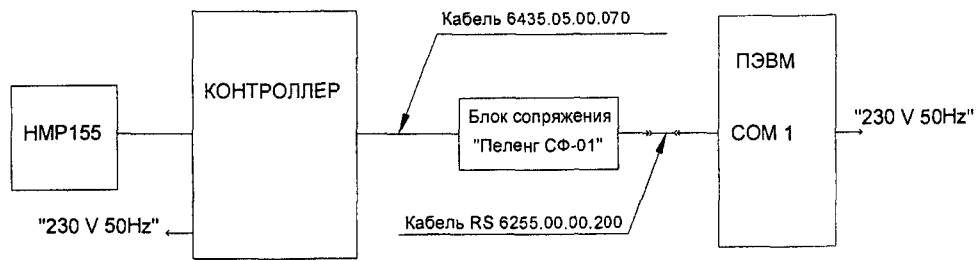 Кабель 6435.05.00.070
HMP155
КОНТРОЛЛЕР
"230 V 50Hz"
Блок сопряжения
"Пеленг СФ-01"
Кабель RS 6255.00.00.200
ПЭВМ
COM 1
"230 V 50Hz"